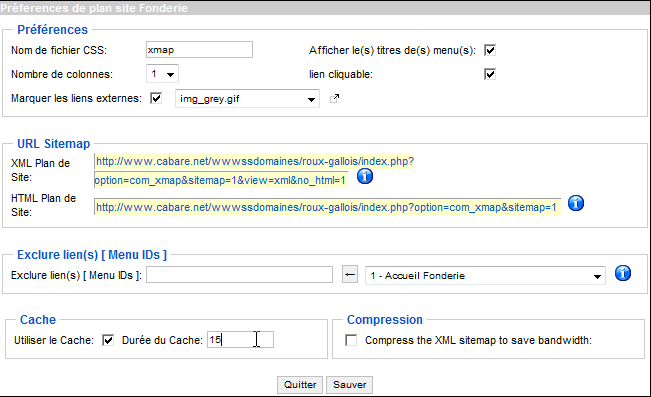 Préferences de plan site Fonderie
Préférences
Nom de fichier CSS: xmap Afficher le(s) titres de(s) menu(s):
Nombre de colonnes: 1 lien cliquable:
Marquer les liens externes: img_grey.gif
URL Sitemap
XML Plan de Site: http://www.cabare.net/wwwssdomaines/roux-gallois/index.php?
option=com_xmap&sitemap=1&view=xml&no_html=1
HTML Plan de Site: http://www.cabare.net/wwwssdomaines/roux-gallois/index.php?option=com_xmap&sitemap=1
Exclure lien(s) [ Menu IDs ]
Exclure lien(s) [ Menu IDs ]: ← 1 - Accueil Fonderie
Cache Compression
Utiliser le Cache: Durée du Cache: 15 Compress the XML sitemap to save bandwidth:
Quitter Sauver